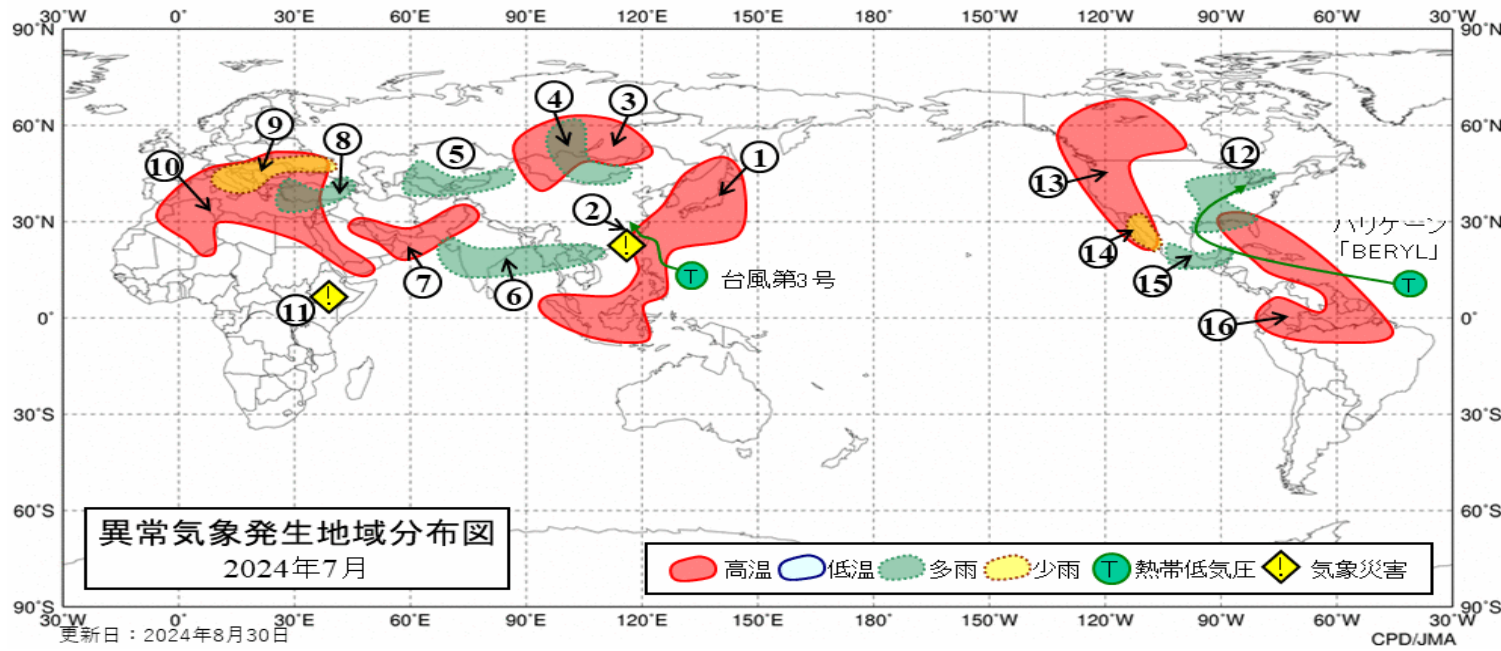 30°W 0° 30°E 60°E 90°E 120°E 150°E 180° 150°W 120°W 90°W 60°W 30°W
90°N 90°N
60°N 60°N
30°N 30°N
0° 0°
30°S 30°S
60°S 60°S
90°S 90°S
30°W 0° 30°E 60°E 90°E 120°E 150°E 180° 150°W 120°W 90°W 60°W 30°W
①
②
③
④
⑤
⑥
⑦
⑧
⑨
⑩
⑪
⑫
⑬
⑭
⑮
⑯
!
!
T 台風第3号
ハリケーン
「BERYL」
T
異常気象発生地域分布図
2024年7月
高温 低温 多雨 少雨 T 熱帯低気圧 ! 気象災害
更新日：2024年8月30日
CPD/JMA